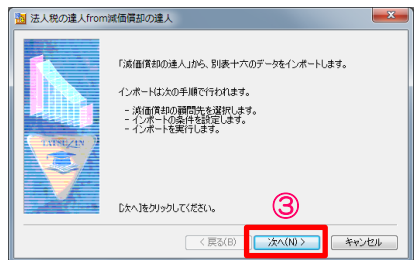 法人税の達人from減価償却の達人
「減価償却の達人」から、別表十六のデータをインポートします。
インポートは次の手順で行われます。
- 減価償却の顧問先を選択します。
- インポートの条件を設定します。
- インポートを実行します。
TATSUZIN
[次へ]をクリックしてください。
③
< 戻る(B)
次へ(N) >
キャンセル